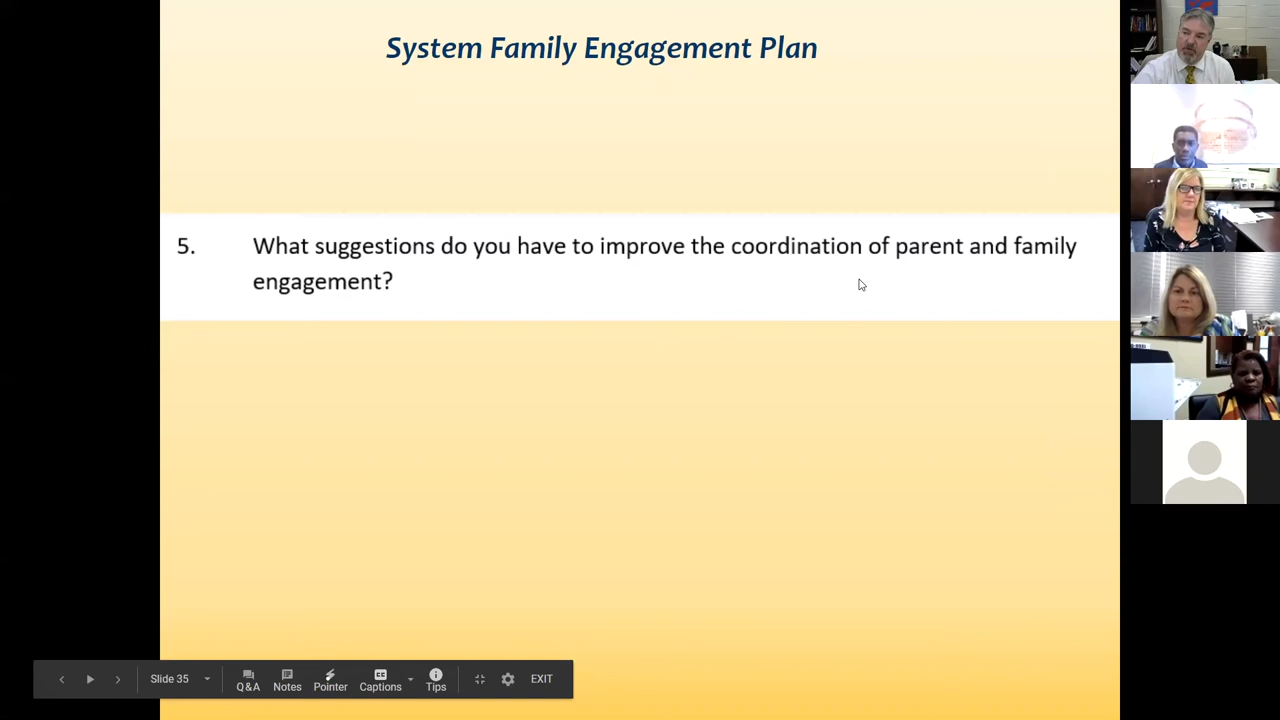 System Family Engagement Plan
5. What suggestions do you have to improve the coordination of parent and family
engagement?
Slide 35
Q&A
Notes
Pointer
Captions
Tips
EXIT